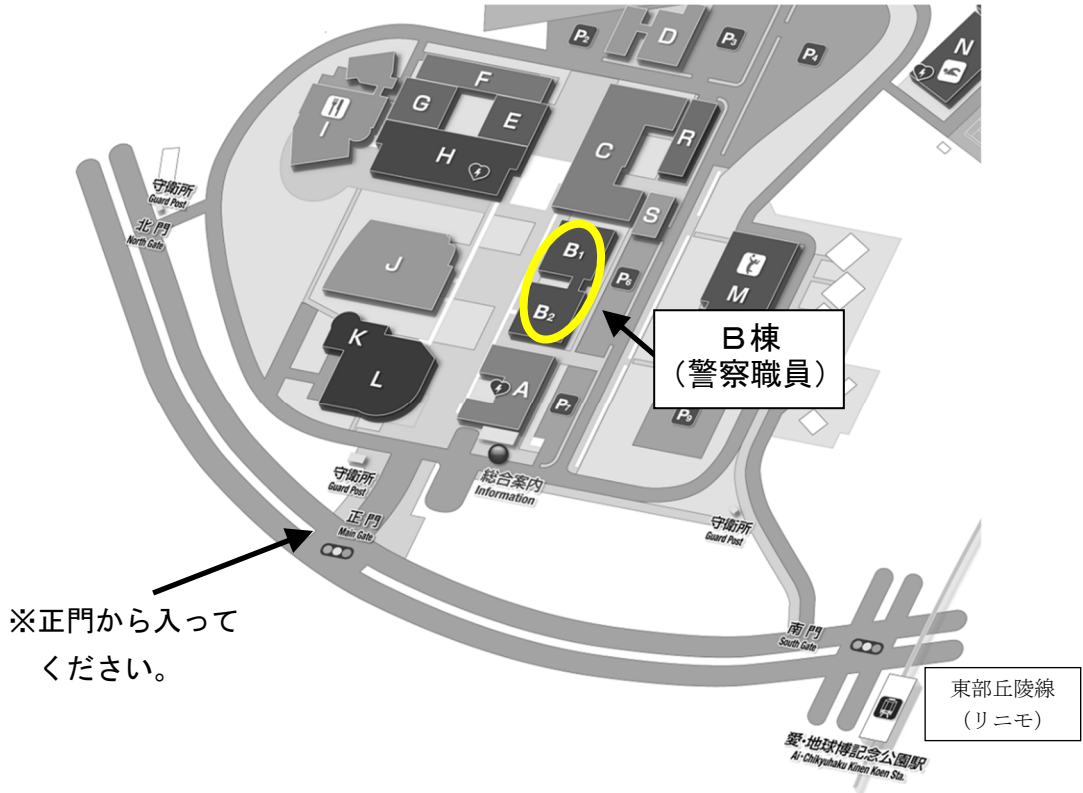 P2
D
P3
P4
N
F
G
E
I
H
C
R
S
守衛所
Guard Post
北門
North Gate
J
B1
B2
P6
M
B棟
(警察職員)
K
L
A
P7
P9
総合案内
Information
守衛所
Guard Post
正門
Main Gate
守衛所
Guard Post
※正門から入って
ください。
南門
South Gate
東部丘陵線
(リニモ)
愛・地球博記念公園駅
Ai・Chikyuhaku Kinen Koen Sta.